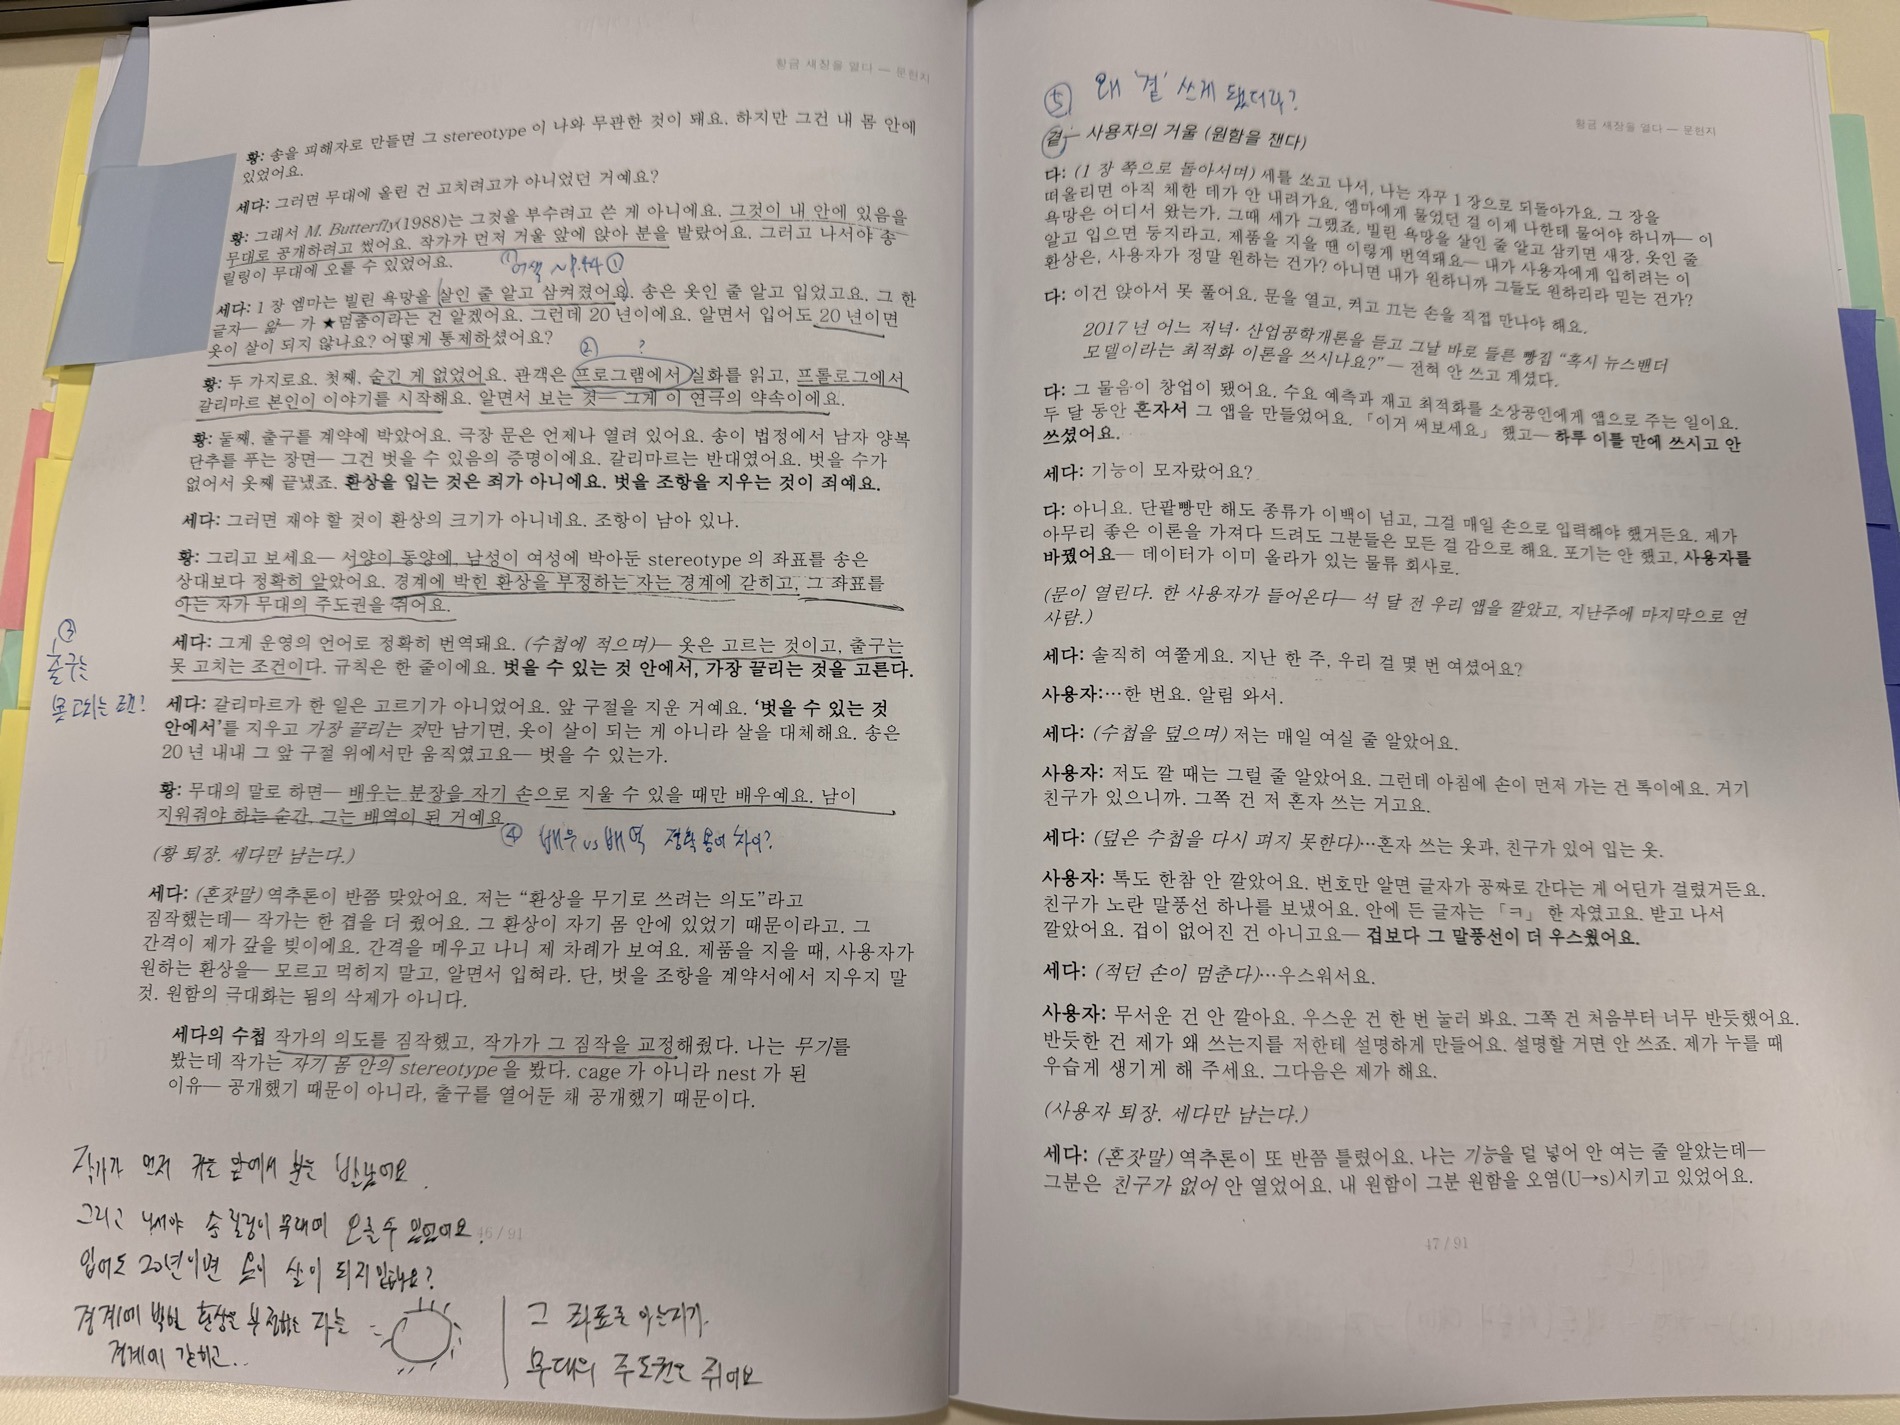 황금 새장을 열다 — 문현지
황: 송을 피해자로 만들면 그 stereotype 이 나와 무관한 것이 돼요. 하지만 그건 내 몸 안에
있었어요.
세다: 그러면 무대에 올린 건 고치려고가 아니었던 거예요?
황: 그래서 M. Butterfly(1988)는 그것을 부수려고 쓴 게 아니에요. 그것이 내 안에 있음을
무대로 공개하려고 썼어요. 작가가 먼저 거울 앞에 앉아 분을 발랐어요. 그러고 나서야 송
릴링이 무대에 오를 수 있었어요.
① 어색 ~P.44 ①
세다: 1 장 엠마는 빌린 욕망을 살인 줄 알고 삼켜졌어요. 송은 옷인 줄 알고 입었고요. 그 한
글자— 앎— 가 ★멈춤이라는 건 알겠어요. 그런데 20 년이에요. 알면서 입어도 20 년이면
옷이 살이 되지 않나요? 어떻게 통제하셨어요?
② ?
황: 두 가지로요. 첫째, 숨긴 게 없었어요. 관객은 프로그램에서 실화를 읽고, 프롤로그에서
갈리마르 본인이 이야기를 시작해요. 알면서 보는 것— 그게 이 연극의 약속이에요.
황: 둘째, 출구를 계약에 박았어요. 극장 문은 언제나 열려 있어요. 송이 법정에서 남자 양복
단추를 푸는 장면— 그건 벗을 수 있음의 증명이에요. 갈리마르는 반대였어요. 벗을 수가
없어서 옷째 끝냈죠. 환상을 입는 것은 죄가 아니에요. 벗을 조항을 지우는 것이 죄예요.
세다: 그러면 재야 할 것이 환상의 크기가 아니네요. 조항이 남아 있나.
황: 그리고 보세요— 서양이 동양에, 남성이 여성에 박아둔 stereotype 의 좌표를 송은
상대보다 정확히 알았어요. 경계에 박힌 환상을 부정하는 자는 경계에 갇히고, 그 좌표를
아는 자가 무대의 주도권을 쥐어요.
③ 출구는
세다: 그게 운영의 언어로 정확히 번역돼요. (수첩에 적으며)— 옷은 고르는 것이고, 출구는
못 고치는 조건이다. 규칙은 한 줄이에요. 벗을 수 있는 것 안에서, 가장 끌리는 것을 고른다.
세다: 갈리마르가 한 일은 고르기가 아니었어요. 앞 구절을 지운 거예요. '벗을 수 있는 것
안에서'를 지우고 가장 끌리는 것만 남기면, 옷이 살이 되는 게 아니라 살을 대체해요. 송은
20 년 내내 그 앞 구절 위에서만 움직였고요— 벗을 수 있는가.
황: 무대의 말로 하면— 배우는 분장을 자기 손으로 지울 수 있을 때만 배우예요. 남이
지워줘야 하는 순간, 그는 배역이 된 거예요.
④ 배우 vs 배역 정확 용어 차이?
(황 퇴장. 세다만 남는다.)
세다: (혼잣말) 역추론이 반쯤 맞았어요. 저는 “환상을 무기로 쓰려는 의도”라고
짐작했는데— 작가는 한 겹을 더 줬어요. 그 환상이 자기 몸 안에 있었기 때문이라고. 그
간격이 제가 갚을 빚이에요. 간격을 메우고 나니 제 차례가 보여요. 제품을 지을 때, 사용자가
원하는 환상을— 모르고 먹히지 말고, 알면서 입혀라. 단, 벗을 조항을 계약서에서 지우지 말
것. 원함의 극대화는 됨의 삭제가 아니다.
세다의 수첩 작가의 의도를 짐작했고, 작가가 그 짐작을 교정해줬다. 나는 무기를
봤는데 작가는 자기 몸 안의 stereotype 을 봤다. cage 가 아니라 nest 가 된
이유— 공개했기 때문이 아니라, 출구를 열어둔 채 공개했기 때문이다.
작가가 먼저 거울 앞에서 분을 발랐어요.
그리고 나서야 송 릴링이 무대에 오를 수 있었어요.
46 / 91
입어도 20년이면 옷이 살이 되지 않나요?
경계에 박힌 환상을 부정하는 자는
경계에 갇히고..
그 좌표를 아는 자가
무대의 주도권을 쥐어요
⑤ 왜 '곁' 쓰게 됐더라?
황금 새장을 열다 — 문현지
곁— 사용자의 거울 (원함을 잰다)
다: (1 장 쪽으로 돌아서며) 세를 쏘고 나서, 나는 자꾸 1 장으로 되돌아가요. 그 장을
떠올리면 아직 체한 데가 안 내려가요. 엠마에게 물었던 걸 이제 나한테 물어야 하니까— 이
욕망은 어디서 왔는가. 그때 세가 그랬죠, 빌린 욕망을 살인 줄 알고 삼키면 새장, 옷인 줄
알고 입으면 둥지라고. 제품을 지을 땐 이렇게 번역돼요— 내가 사용자에게 입히려는 이
환상은, 사용자가 정말 원하는 건가? 아니면 내가 원하니까 그들도 원하리라 믿는 건가?
다: 이건 앉아서 못 풀어요. 문을 열고, 켜고 끄는 손을 직접 만나야 해요.
2017 년 어느 저녁· 산업공학개론을 듣고 그날 바로 들른 빵집 “혹시 뉴스밴더
모델이라는 최적화 이론을 쓰시나요?” — 전혀 안 쓰고 계셨다.
다: 그 물음이 창업이 됐어요. 수요 예측과 재고 최적화를 소상공인에게 앱으로 주는 일이요.
두 달 동안 혼자서 그 앱을 만들었어요. 「이거 써보세요」 했고— 하루 이틀 만에 쓰시고 안
쓰셨어요.
세다: 기능이 모자랐어요?
다: 아니요. 단팥빵만 해도 종류가 이백이 넘고, 그걸 매일 손으로 입력해야 했거든요. 제가
아무리 좋은 이론을 가져다 드려도 그분들은 모든 걸 감으로 해요. 포기는 안 했고, 사용자를
바꿨어요— 데이터가 이미 올라가 있는 물류 회사로.
(문이 열린다. 한 사용자가 들어온다— 석 달 전 우리 앱을 깔았고, 지난주에 마지막으로 연
사람.)
세다: 솔직히 여쭐게요. 지난 한 주, 우리 걸 몇 번 여셨어요?
사용자:…한 번요. 알림 와서.
세다: (수첩을 덮으며) 저는 매일 여실 줄 알았어요.
사용자: 저도 깔 때는 그럴 줄 알았어요. 그런데 아침에 손이 먼저 가는 건 톡이에요. 거기
친구가 있으니까. 그쪽 건 저 혼자 쓰는 거고요.
세다: (덮은 수첩을 다시 펴지 못한다)…혼자 쓰는 옷과, 친구가 있어 입는 옷.
사용자: 톡도 한참 안 깔았어요. 번호만 알면 글자가 공짜로 간다는 게 어딘가 걸렸거든요.
친구가 노란 말풍선 하나를 보냈어요. 안에 든 글자는 「ㅋ」 한 자였고요. 받고 나서
깔았어요. 겁이 없어진 건 아니고요— 겁보다 그 말풍선이 더 우스웠어요.
세다: (적던 손이 멈춘다)…우스워서요.
사용자: 무서운 건 안 깔아요. 우스운 건 한 번 눌러 봐요. 그쪽 건 처음부터 너무 반듯했어요.
반듯한 건 제가 왜 쓰는지를 저한테 설명하게 만들어요. 설명할 거면 안 쓰죠. 제가 누를 때
우습게 생기게 해 주세요. 그다음은 제가 해요.
(사용자 퇴장. 세다만 남는다.)
세다: (혼잣말) 역추론이 또 반쯤 틀렸어요. 나는 기능을 덜 넣어 안 여는 줄 알았는데—
그분은 친구가 없어 안 열었어요. 내 원함이 그분 원함을 오염(U→s)시키고 있었어요.
47 / 91